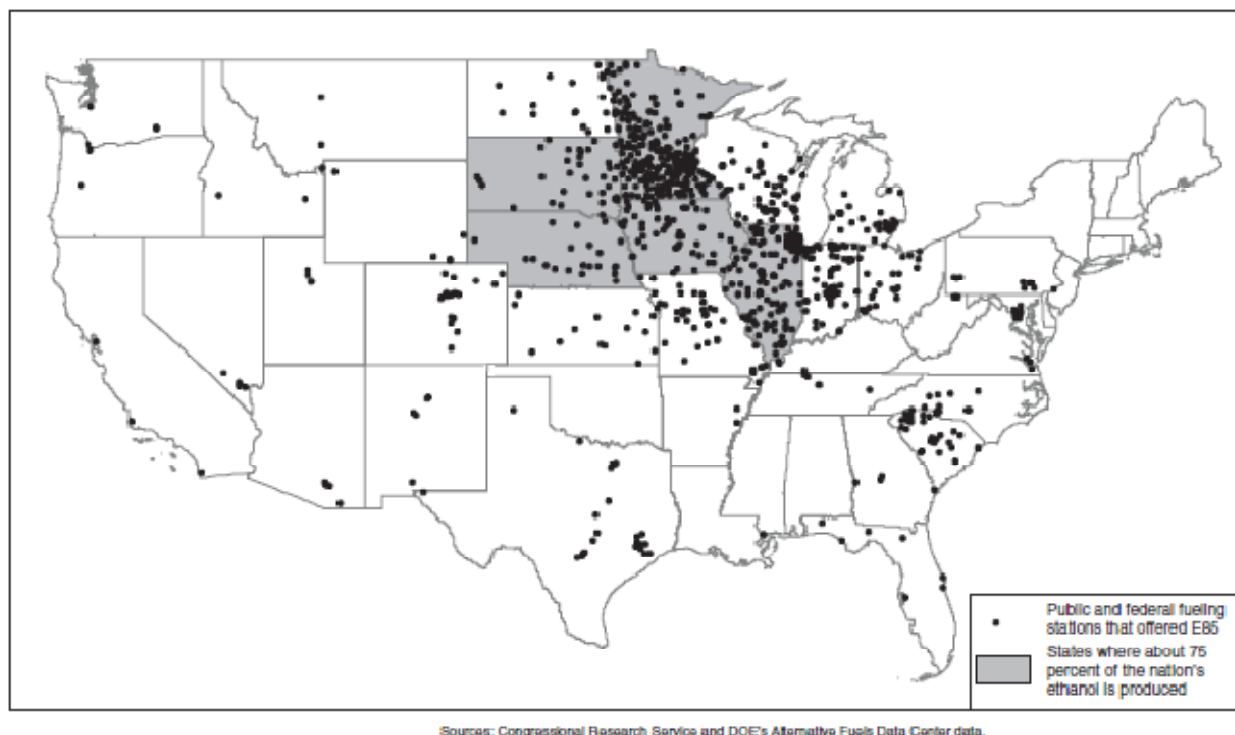 Public and federal fueling
stations that offered E85
States where about 75
percent of the nation's
ethanol is produced
Sources: Congressional Research Service and DOE's Alternative Fuels Data Center data.